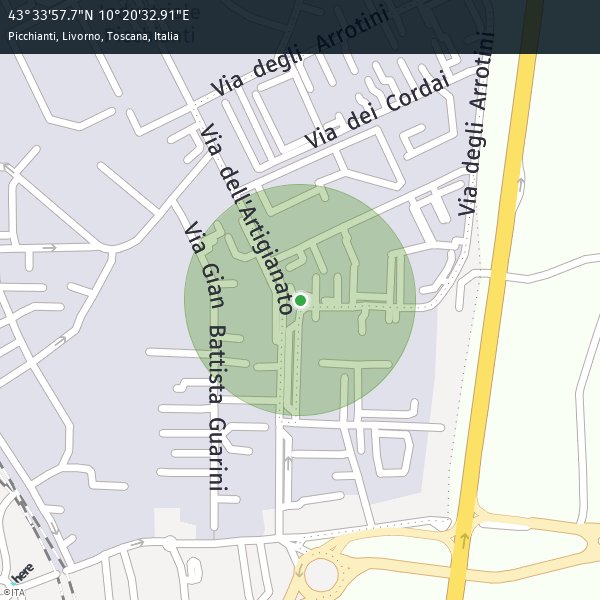 43°33'57.7"N 10°20'32.91"E
Picchianti, Livorno, Toscana, Italia
Via degli Arrotini
Via dei Cordai
Via degli Arrotini
Via dell'Artigianato
Via Gian Battista Guarini
here
©ITA